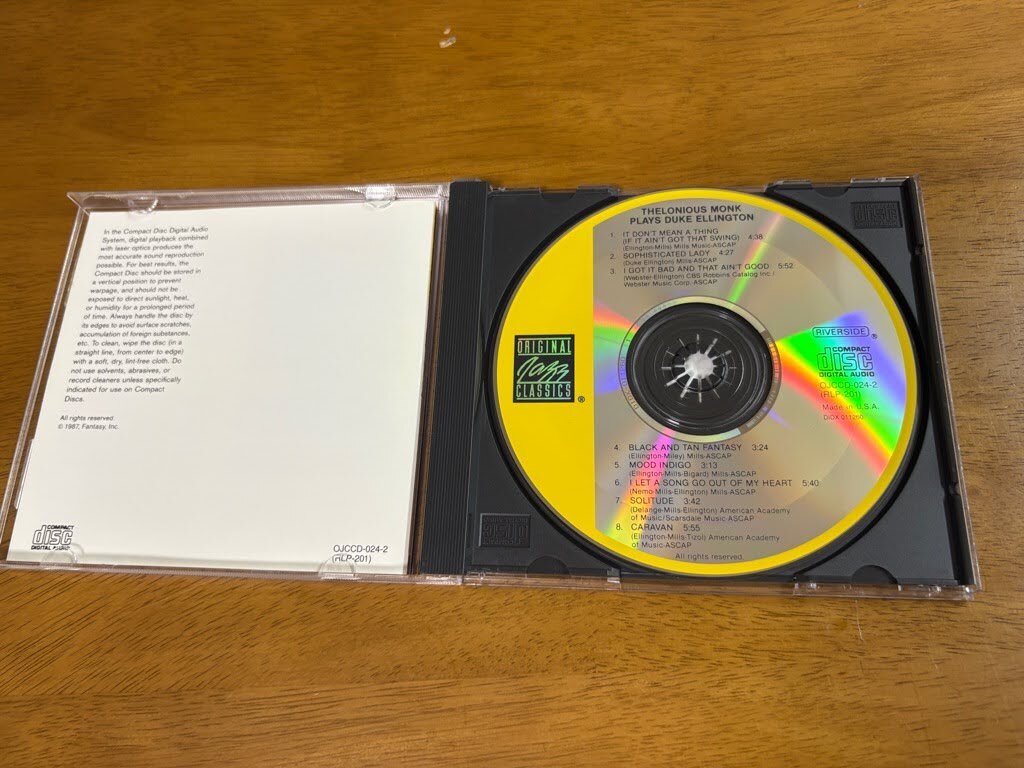 In the Compact Disc Digital Audio
System, digital playback combined
with laser optics produces the
most accurate sound reproduction
possible. For best results, the
Compact Disc should be stored in
a vertical position to prevent
warpage, and should not be
exposed to direct sunlight, heat,
or humidity for a prolonged period
of time. Always handle the disc by
its edges to avoid surface scratches,
accumulation of foreign substances,
etc. To clean, wipe the disc (in a
straight line, from center to edge)
with a soft, dry, lint-free cloth. Do
not use solvents, abrasives, or
record cleaners unless specifically
indicated for use on Compact
Discs.
All rights reserved.
© 1987, Fantasy, Inc.
COMPACT
disc
DIGITAL AUDIO
OJCCD-024-2
(RLP-201)
THELONIOUS MONK
PLAYS DUKE ELLINGTON
1. IT DON'T MEAN A THING
(IF IT AIN'T GOT THAT SWING) 4:38
(Ellington-Mills) Mills Music-ASCAP
2. SOPHISTICATED LADY 4:27
(Duke Ellington) Mills-ASCAP
3. I GOT IT BAD AND THAT AIN'T GOOD 5:52
(Webster-Ellington) CBS Robbins Catalog Inc./
Webster Music Corp.-ASCAP
ORIGINAL
Jazz
CLASSICS ®
RIVERSIDE ®
COMPACT
disc
DIGITAL AUDIO
OJCCD-024-2
(RLP-201)
Made in U.S.A.
DIDX 011260
4. BLACK AND TAN FANTASY 3:24
(Ellington-Miley) Mills-ASCAP
5. MOOD INDIGO 3:13
(Ellington-Mills-Bigard) Mills-ASCAP
6. I LET A SONG GO OUT OF MY HEART 5:40
(Nemo-Mills-Ellington) Mills-ASCAP
7. SOLITUDE 3:42
(Delange-Mills-Ellington) American Academy
of Music/Scarsdale Music-ASCAP
8. CARAVAN 5:55
(Ellington-Mills-Tizol) American Academy
of Music-ASCAP
All rights reserved.